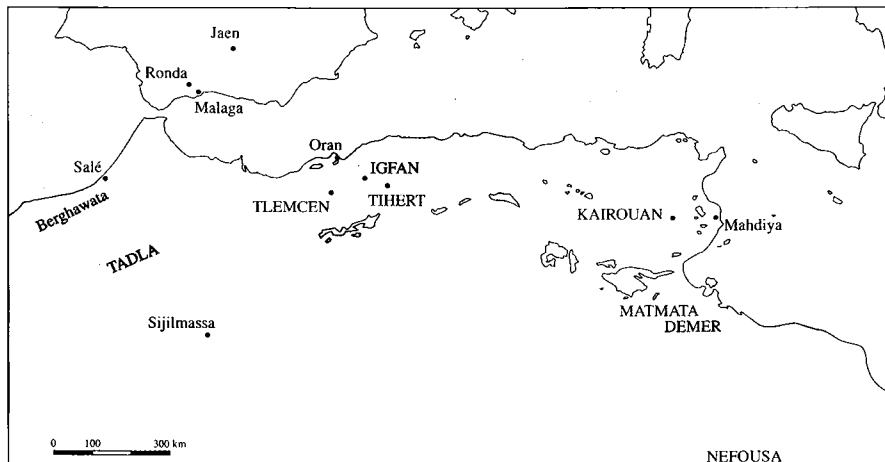 Jaen
Ronda
Malaga
Oran
Salé
IGFAN
Berghawata
TLEMCEN
TIHERT
KAIROUAN
Mahdiya
TADLA
MATMATA
DEMER
Sijilmassa
0 100 300 km
NEFOUSA